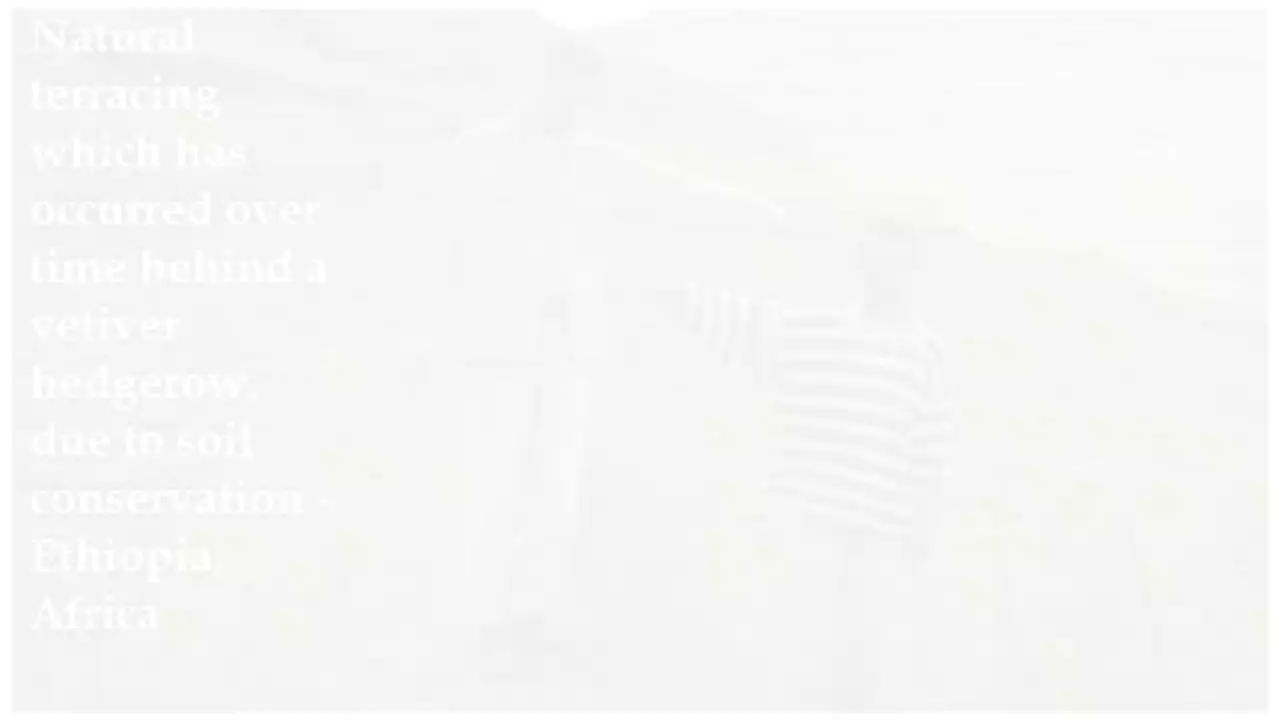 Natural
terracing
which has
occurred over
time behind a
vetiver
hedgerow,
due to soil
conservation -
Ethiopia,
Africa